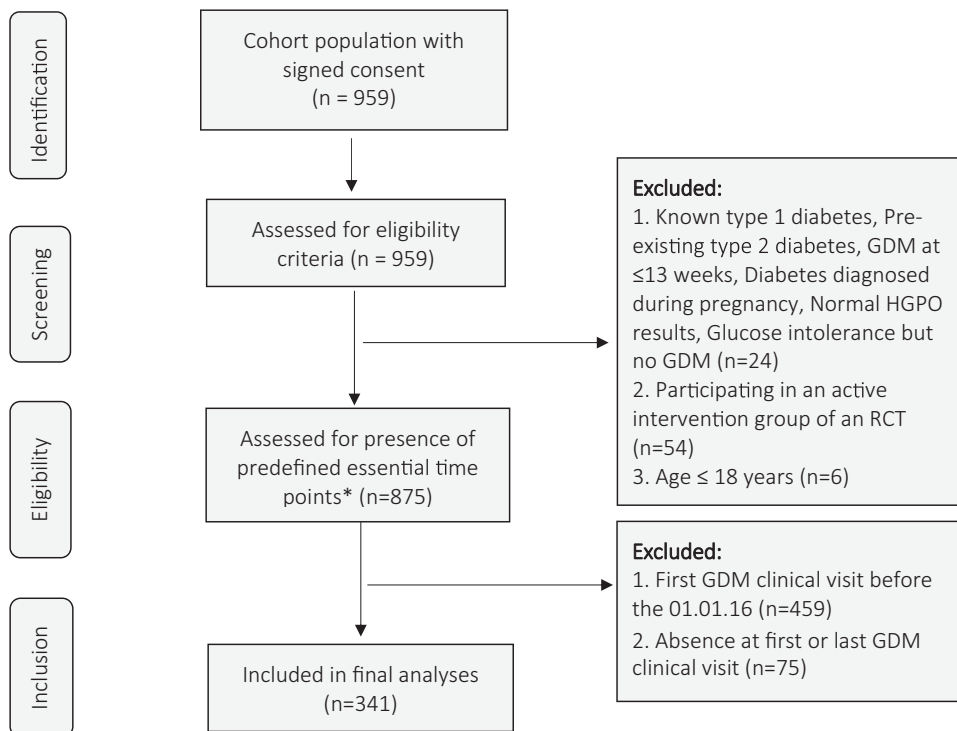 Identification
Cohort population with
signed consent
(n = 959)
Screening
Assessed for eligibility
criteria (n = 959)
Excluded:
1. Known type 1 diabetes, Pre-
existing type 2 diabetes, GDM at
≤13 weeks, Diabetes diagnosed
during pregnancy, Normal HGPO
results, Glucose intolerance but
no GDM (n=24)
2. Participating in an active
intervention group of an RCT
(n=54)
3. Age ≤ 18 years (n=6)
Eligibility
Assessed for presence of
predefined essential time
points* (n=875)
Excluded:
1. First GDM clinical visit before
the 01.01.16 (n=459)
2. Absence at first or last GDM
clinical visit (n=75)
Inclusion
Included in final analyses
(n=341)